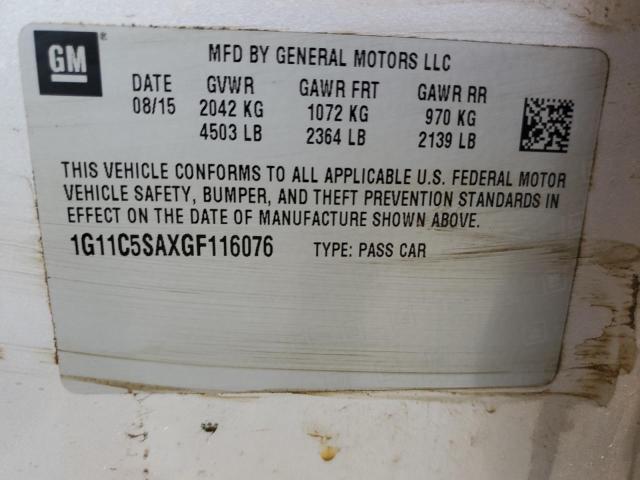 GM
MFD BY GENERAL MOTORS LLC
DATE GVWR GAWR FRT GAWR RR
08/15 2042 KG 1072 KG 970 KG
4503 LB 2364 LB 2139 LB
THIS VEHICLE CONFORMS TO ALL APPLICABLE U.S. FEDERAL MOTOR
VEHICLE SAFETY, BUMPER, AND THEFT PREVENTION STANDARDS IN
EFFECT ON THE DATE OF MANUFACTURE SHOWN ABOVE.
1G11C5SAXGF116076 TYPE: PASS CAR